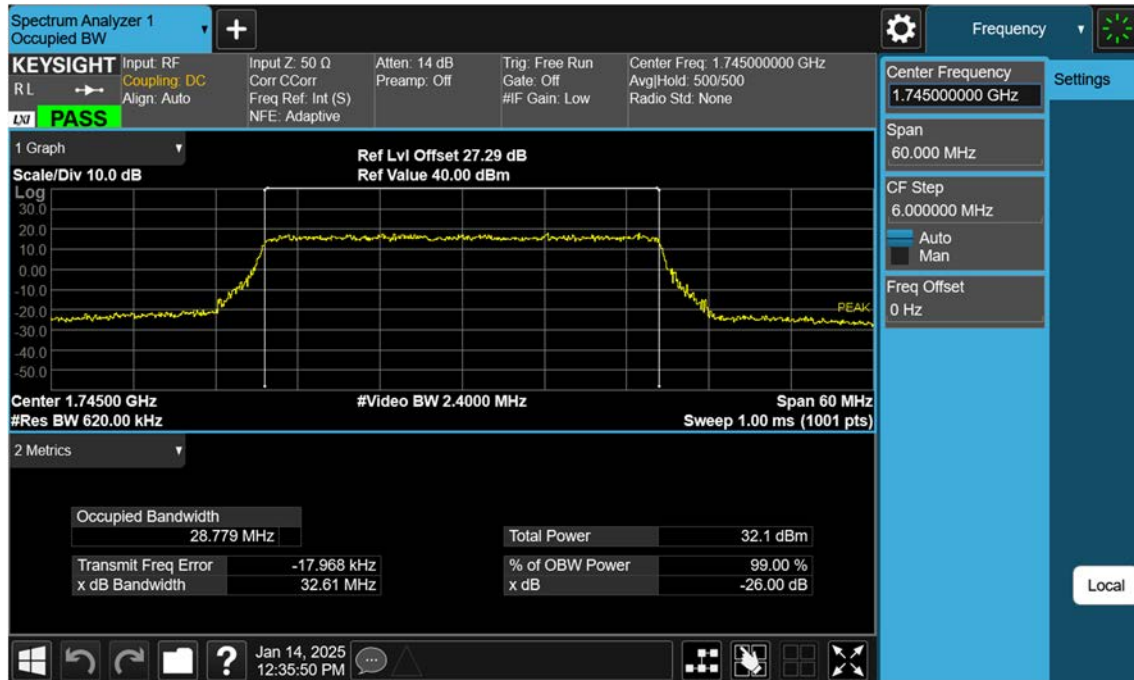 Spectrum Analyzer 1
Occupied BW
+
Frequency
KEYSIGHT
R L
LXI
PASS
Input: RF
Coupling: DC
Align: Auto
Input Z: 50 Ω
Corr CCorr
Freq Ref: Int (S)
NFE: Adaptive
Atten: 14 dB
Preamp: Off
Trig: Free Run
Gate: Off
#IF Gain: Low
Center Freq: 1.745000000 GHz
Avg|Hold: 500/500
Radio Std: None
Center Frequency
1.745000000 GHz
Settings
Span
60.000 MHz
CF Step
6.000000 MHz
Auto
Man
Freq Offset
0 Hz
Local
1 Graph
Scale/Div 10.0 dB
Ref Lvl Offset 27.29 dB
Ref Value 40.00 dBm
Log
30.0
20.0
10.0
0.00
-10.0
-20.0
-30.0
-40.0
-50.0
PEAK
Center 1.74500 GHz
#Video BW 2.4000 MHz
Span 60 MHz
#Res BW 620.00 kHz
Sweep 1.00 ms (1001 pts)
2 Metrics
Occupied Bandwidth
28.779 MHz
Total Power 32.1 dBm
Transmit Freq Error -17.968 kHz
% of OBW Power 99.00 %
x dB Bandwidth 32.61 MHz
x dB -26.00 dB
?
Jan 14, 2025
12:35:50 PM